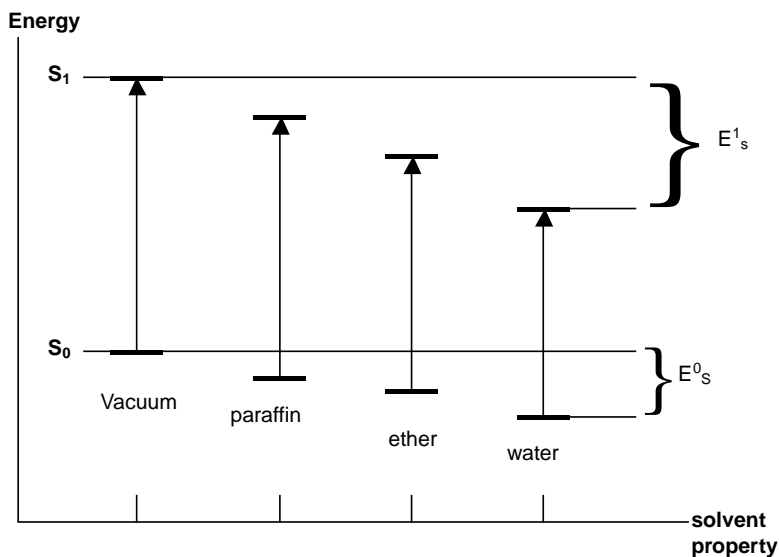 Energy
S₁
E¹ₛ
S₀
E⁰S
Vacuum
paraffin
ether
water
solvent
property